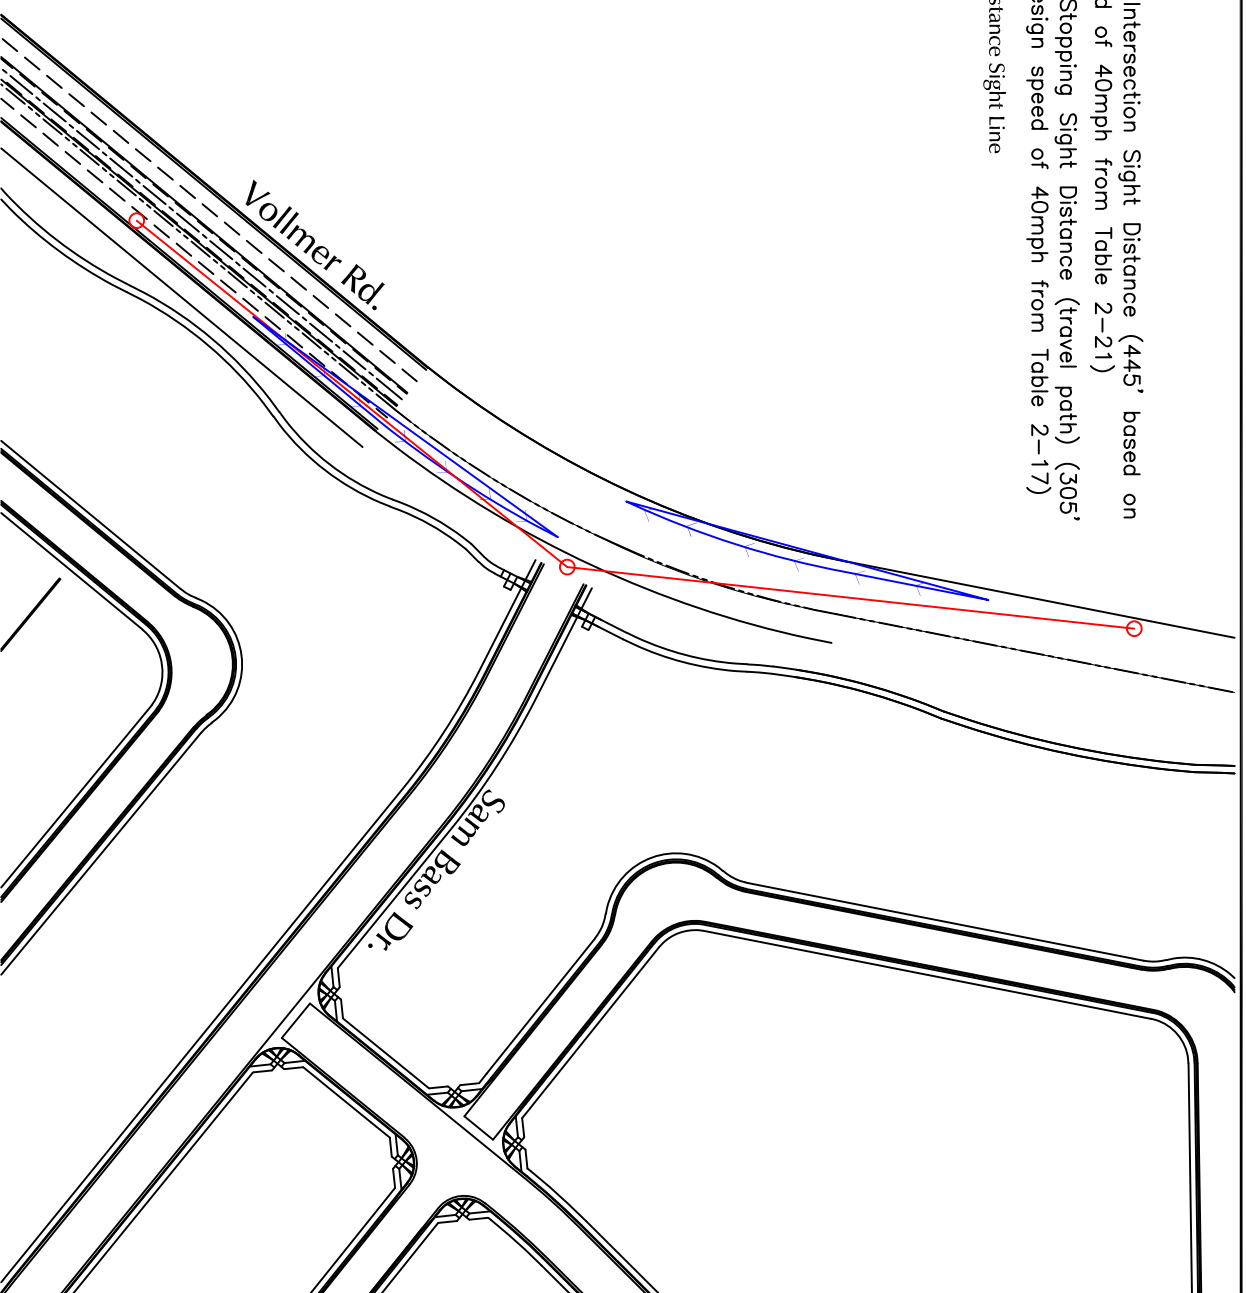 Intersection Sight Distance (445' based on
d of 40mph from Table 2-21)
Stopping Sight Distance (travel path) (305'
esign speed of 40mph from Table 2-17)
stance Sight Line
Vollmer Rd.
Sam Bass Dr.